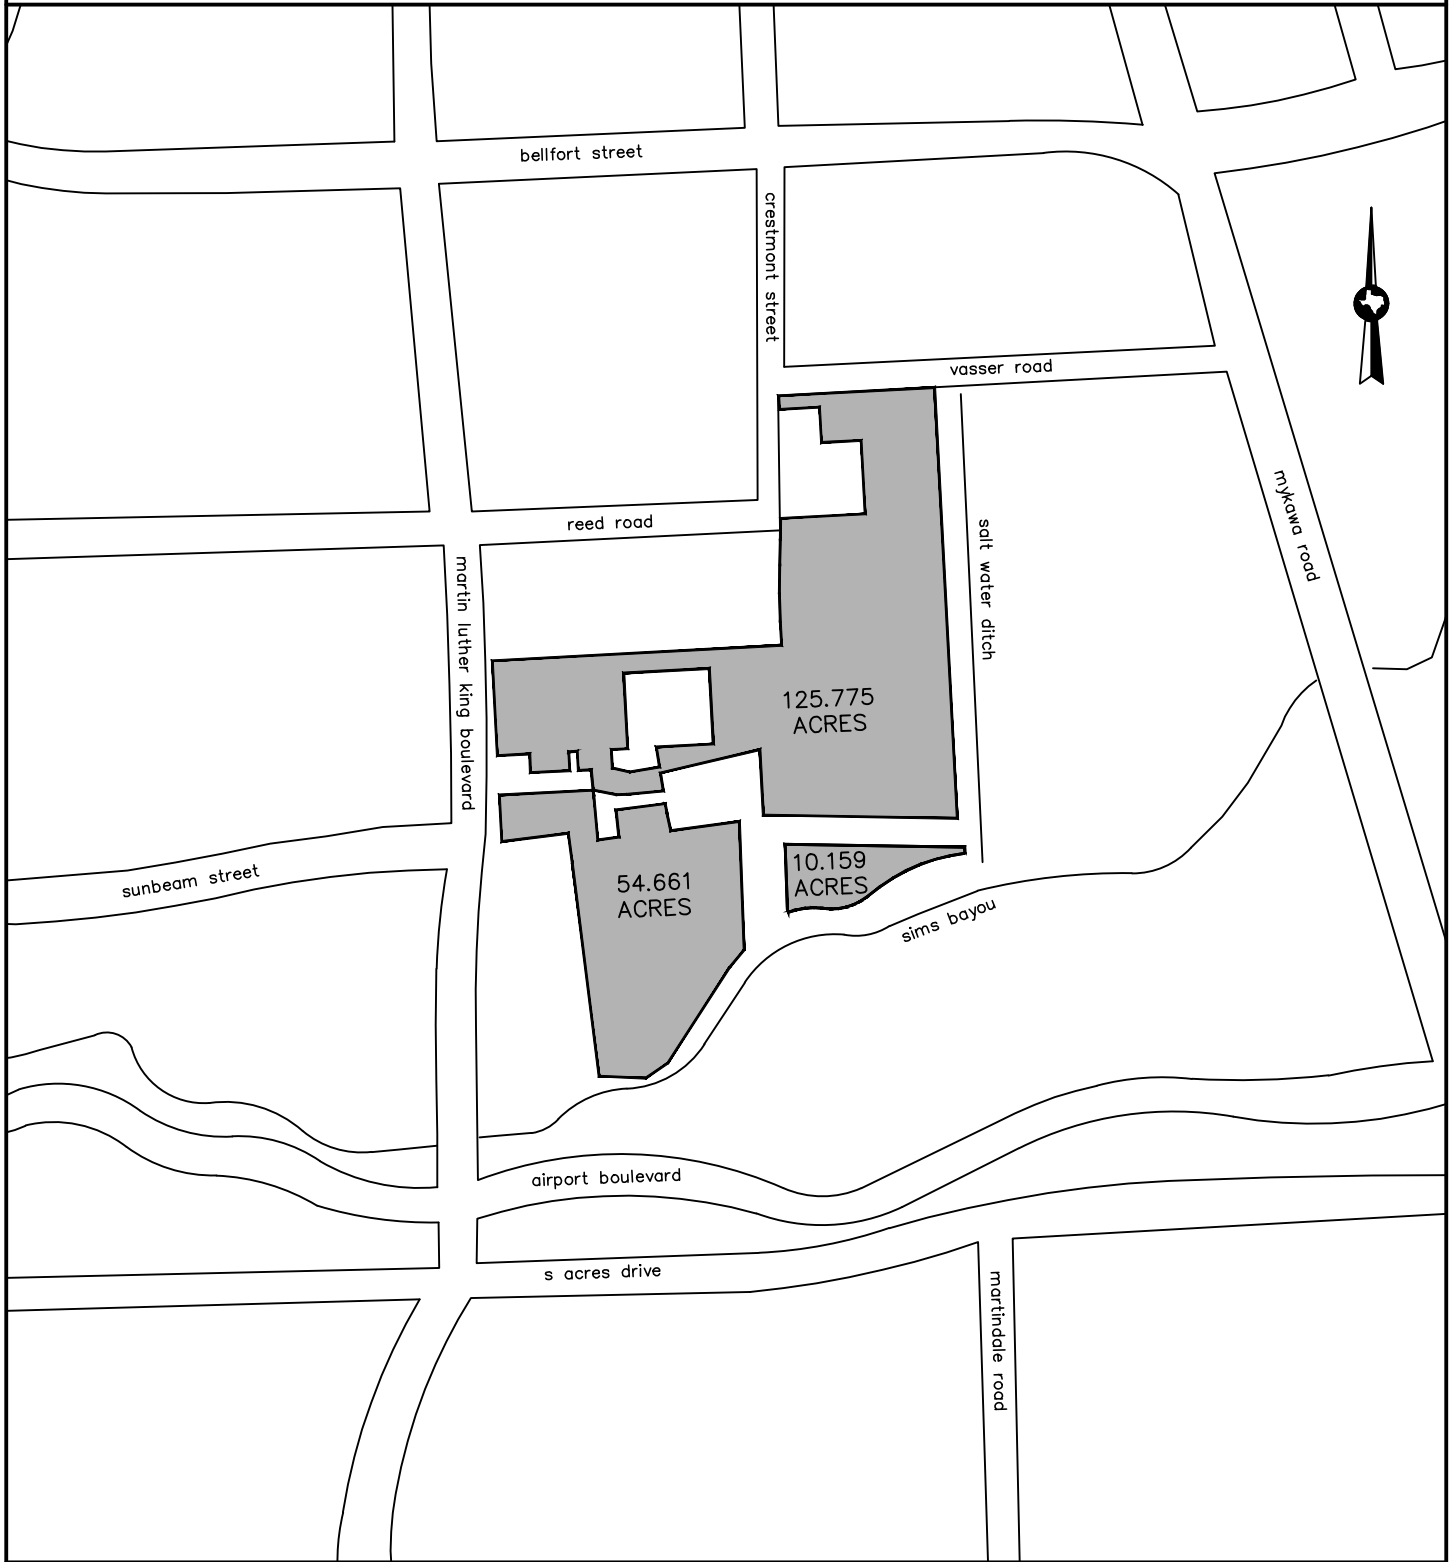 bellfort street
crestmont street
vasser road
mykawa road
reed road
salt water ditch
martin luther king boulevard
125.775
ACRES
10.159
ACRES
54.661
ACRES
sunbeam street
sims bayou
airport boulevard
s acres drive
martindale road